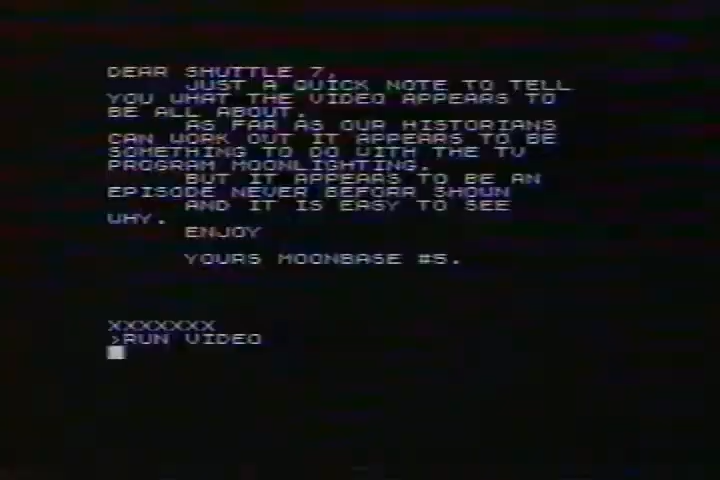 DEAR SHUTTLE 7,
JUST A QUICK NOTE TO TELL
YOU WHAT THE VIDEO APPEARS TO
BE ALL ABOUT.
AS FAR AS OUR HISTORIANS
CAN WORK OUT IT APPEARS TO BE
SOMETHING TO DO WITH THE TV
PROGRAM MOONLIGHTING.
BUT IT APPEARS TO BE AN
EPISODE NEVER BEFORA SHOWN
AND IT IS EASY TO SEE
WHY.
ENJOY
YOURS MOONBASE #5.
XXXXXXX
>RUN VIDEO